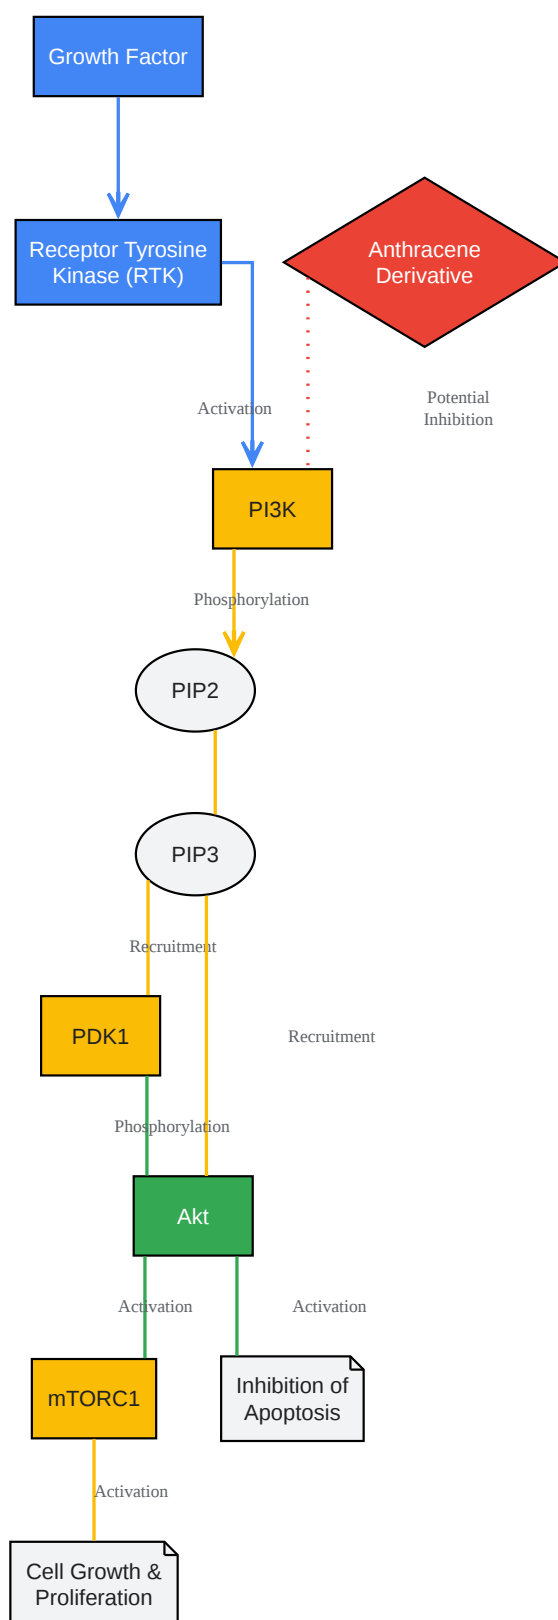 Growth Factor
Receptor Tyrosine
Kinase (RTK)
Anthracene
Derivative
Activation
Potential
Inhibition
PI3K
Phosphorylation
PIP2
PIP3
Recruitment
PDK1
Recruitment
Phosphorylation
Akt
Activation
Activation
mTORC1
Inhibition of
Apoptosis
Activation
Cell Growth &
Proliferation